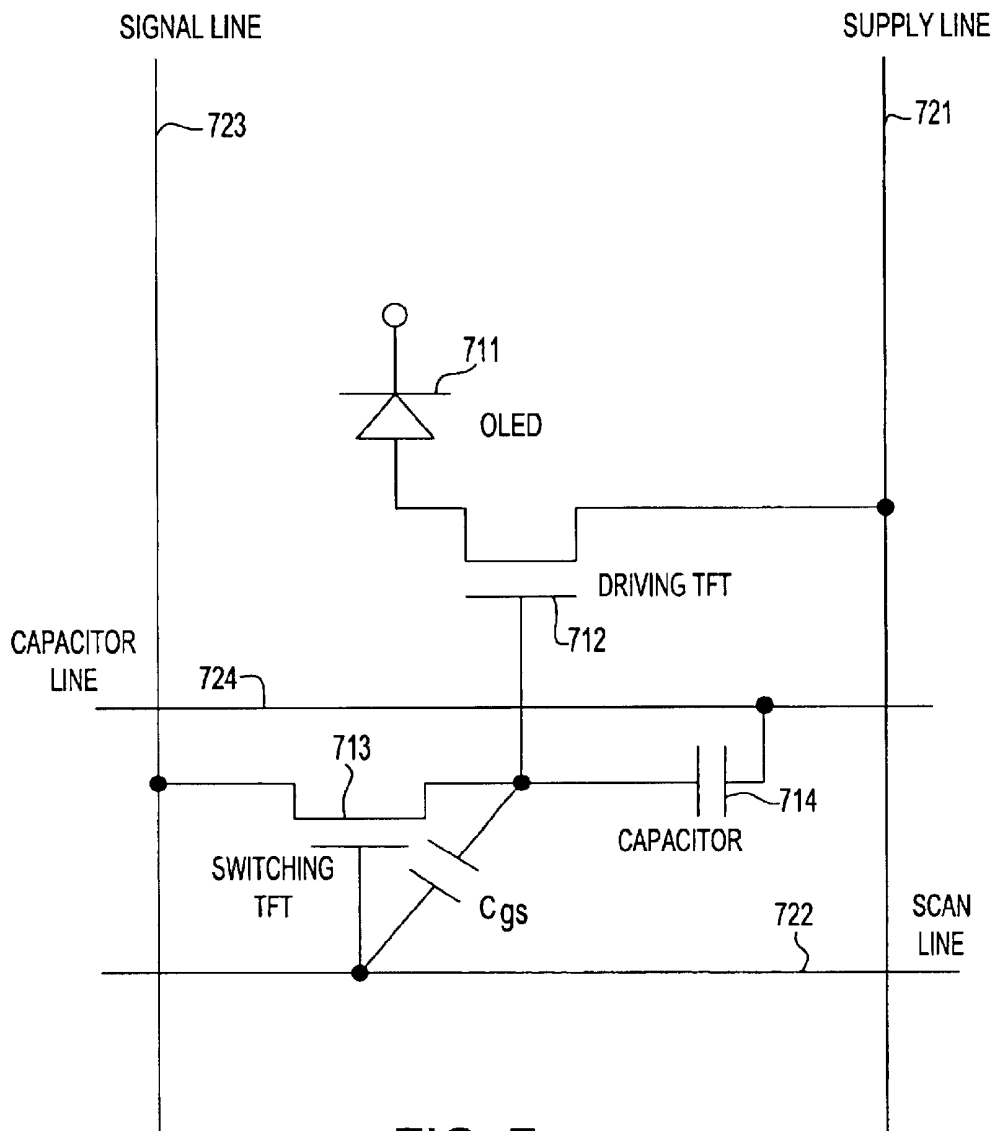 SIGNAL LINE
SUPPLY LINE
723
721
711
OLED
DRIVING TFT
712
CAPACITOR
LINE
724
713
714
CAPACITOR
SWITCHING
TFT
Cgs
722
SCAN
LINE